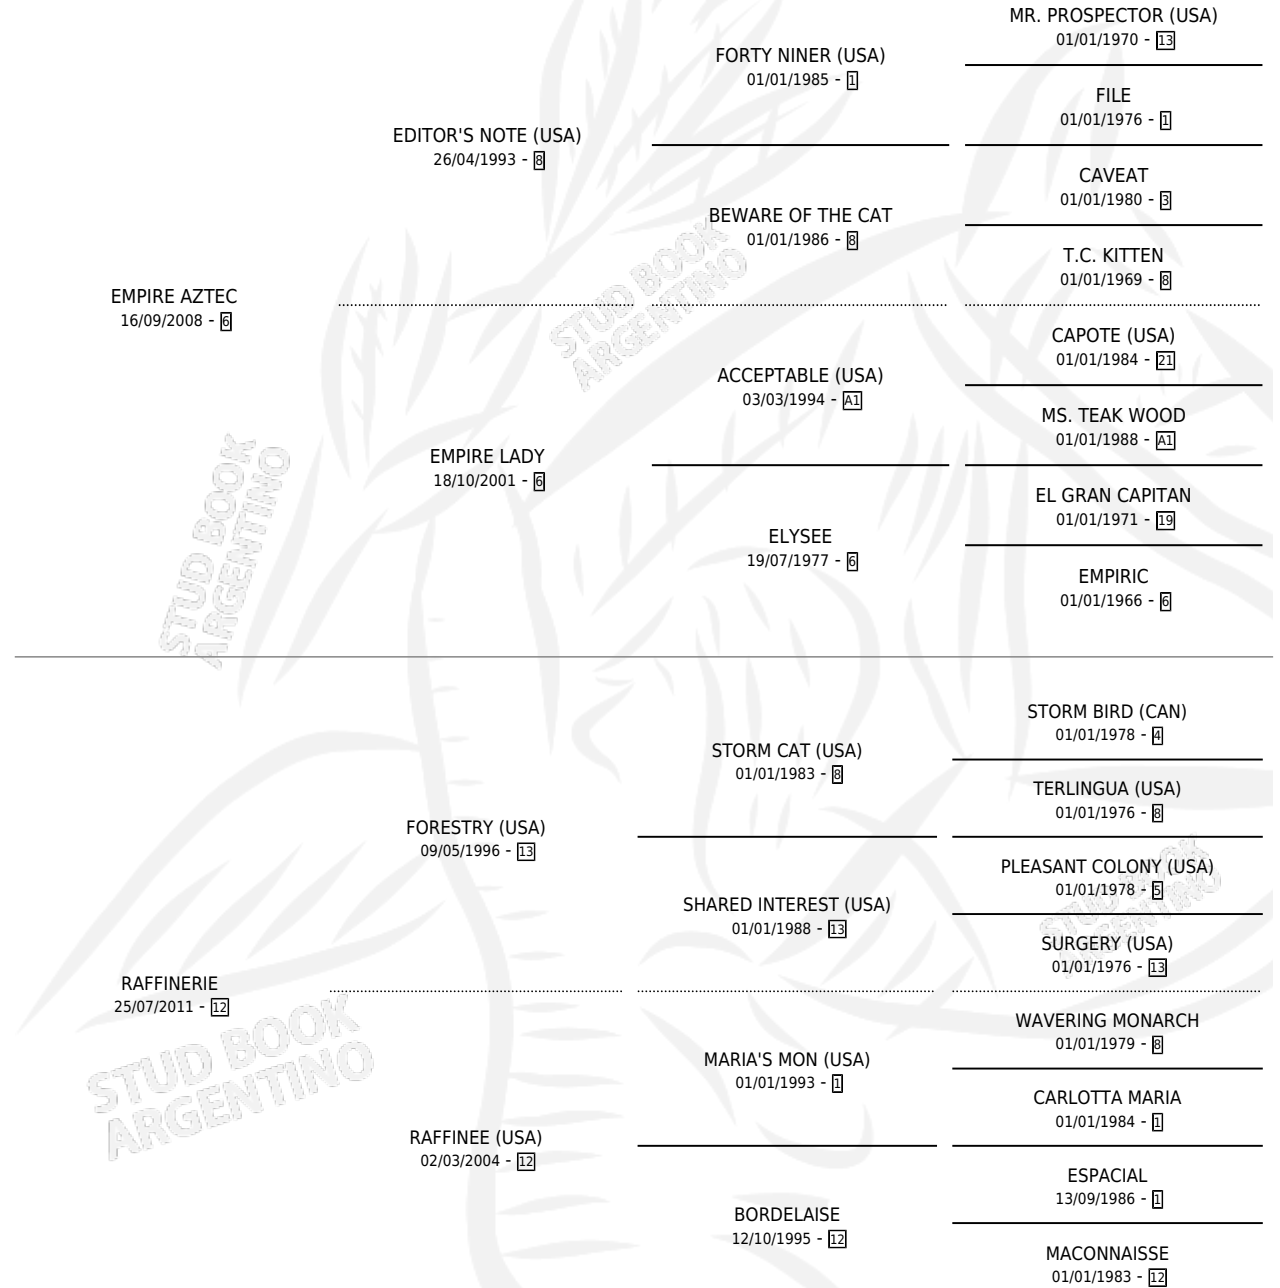 MR. PROSPECTOR (USA)
01/01/1970 - 13
FORTY NINER (USA)
01/01/1985 - 1
FILE
01/01/1976 - 1
EDITOR'S NOTE (USA)
26/04/1993 - 8
CAVEAT
01/01/1980 - 3
BEWARE OF THE CAT
01/01/1986 - 8
T.C. KITTEN
01/01/1969 - 8
EMPIRE AZTEC
16/09/2008 - 6
STUD BOOK
ARGENTINO
CAPOTE (USA)
01/01/1984 - 21
ACCEPTABLE (USA)
03/03/1994 - A1
MS. TEAK WOOD
01/01/1988 - A1
EMPIRE LADY
18/10/2001 - 6
EL GRAN CAPITAN
01/01/1971 - 19
ELYSEE
19/07/1977 - 6
EMPIRIC
01/01/1966 - 6
STUD BOOK
ARGENTINO
STORM BIRD (CAN)
01/01/1978 - 4
STORM CAT (USA)
01/01/1983 - 8
TERLINGUA (USA)
01/01/1976 - 8
FORESTRY (USA)
09/05/1996 - 13
PLEASANT COLONY (USA)
01/01/1978 - 5
SHARED INTEREST (USA)
01/01/1988 - 13
STUD BOOK
ARGENTINO
SURGERY (USA)
01/01/1976 - 13
RAFFINERIE
25/07/2011 - 12
WAVERING MONARCH
01/01/1979 - 8
MARIA'S MON (USA)
01/01/1993 - 1
CARLOTTA MARIA
01/01/1984 - 1
STUD BOOK
ARGENTINO
RAFFINEE (USA)
02/03/2004 - 12
ESPACIAL
13/09/1986 - 1
BORDELAISE
12/10/1995 - 12
MACONNAISSE
01/01/1983 - 12